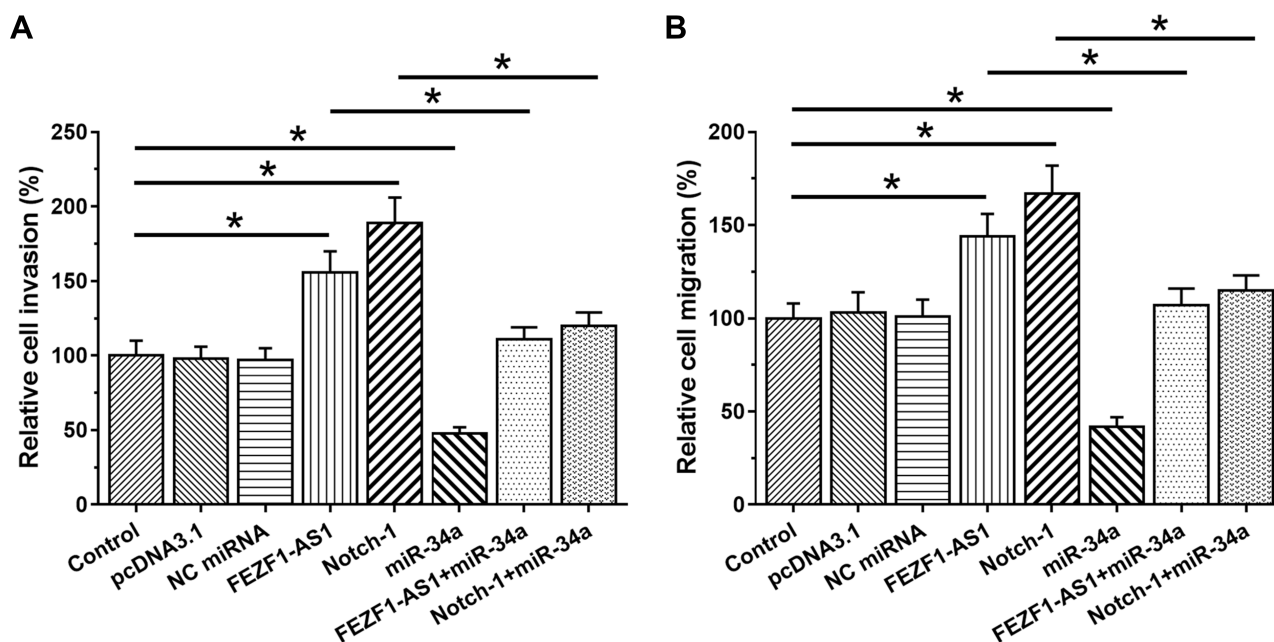 A
*
*
*
*
*
Relative cell invasion (%)
250
200
150
100
50
0
Control
pcDNA3.1
NC miRNA
FEZF1-AS1
Notch-1
miR-34a
FEZF1-AS1+miR-34a
Notch-1+miR-34a
B
*
*
*
*
*
Relative cell migration (%)
200
150
100
50
0
Control
pcDNA3.1
NC miRNA
FEZF1-AS1
Notch-1
miR-34a
FEZF1-AS1+miR-34a
Notch-1+miR-34a